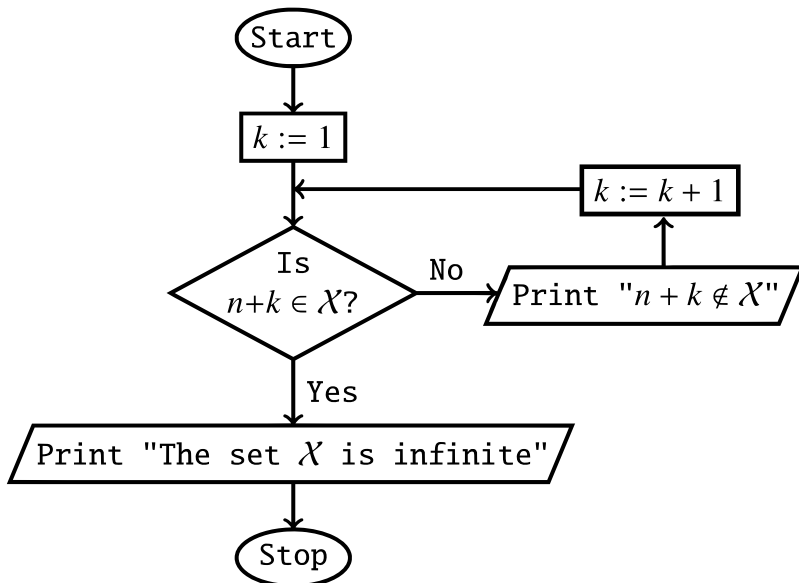 Start
k := 1
k := k + 1
Is
n+k ∈ 𝒳?
No
Print "n + k ∉ 𝒳"
Yes
Print "The set 𝒳 is infinite"
Stop